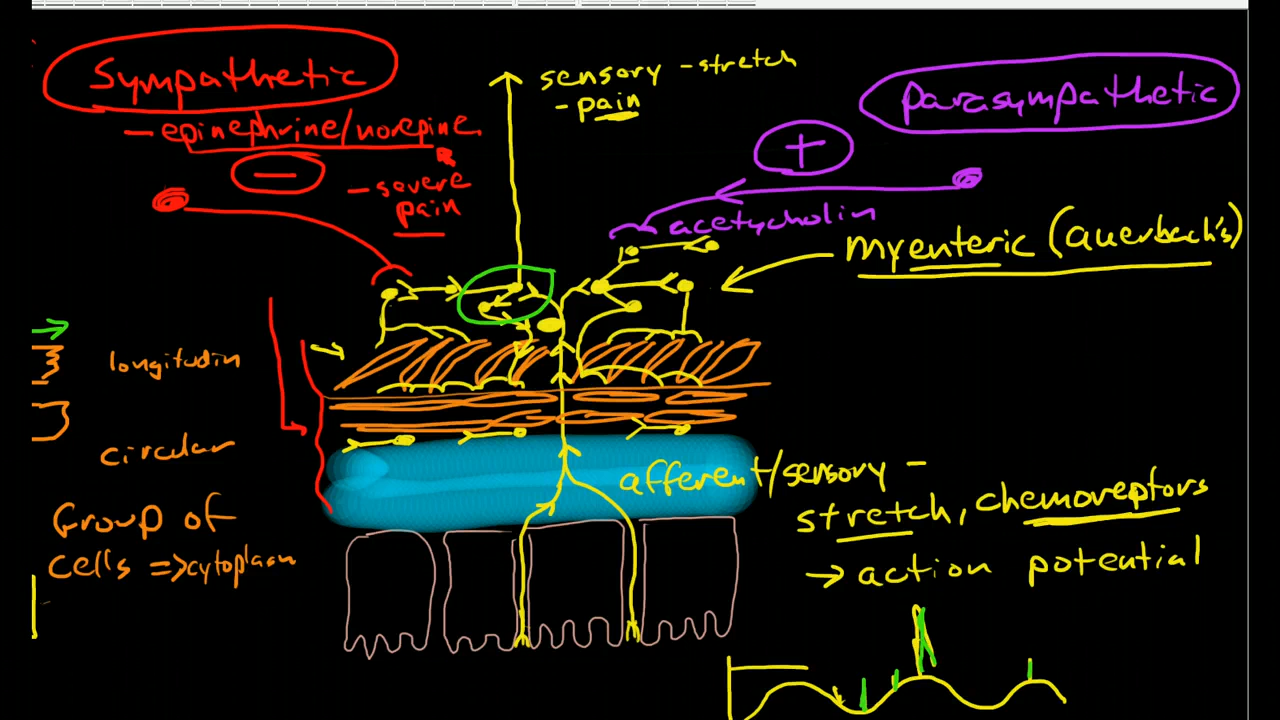 Sympathetic
- epinephrine/norepine
-
- severe
pain
sensory - stretch
- pain
parasympathetic
+
acetycholin
myenteric (auerbach's)
longitudin
circular
Group of
cells => cytoplasm
afferent/sensory -
stretch, chemoreptors
→ action potential